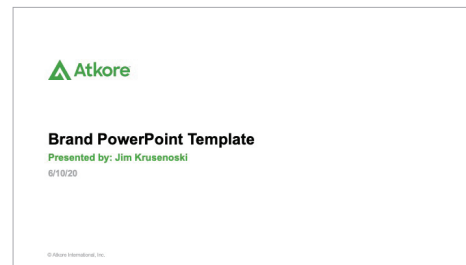 Atkore
Brand PowerPoint Template
Presented by: Jim Krusenoski
6/10/20
© Atkore International, Inc.